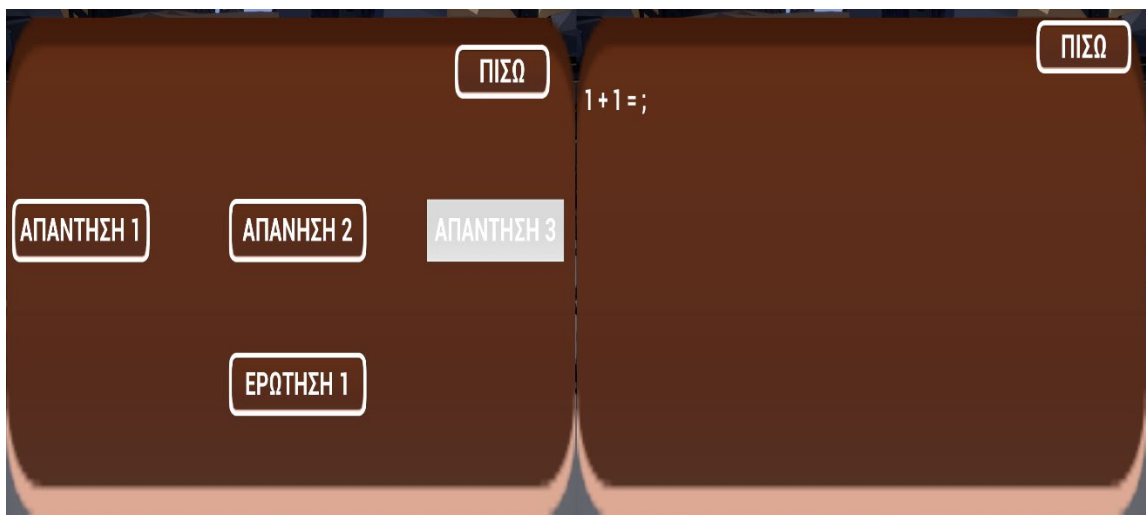 ΠΙΣΩ
ΑΠΑΝΤΗΣΗ 1
ΑΠΑΝΗΣΗ 2
ΑΠΑΝΤΗΣΗ 3
ΕΡΩΤΗΣΗ 1
ΠΙΣΩ
1 + 1 = ;